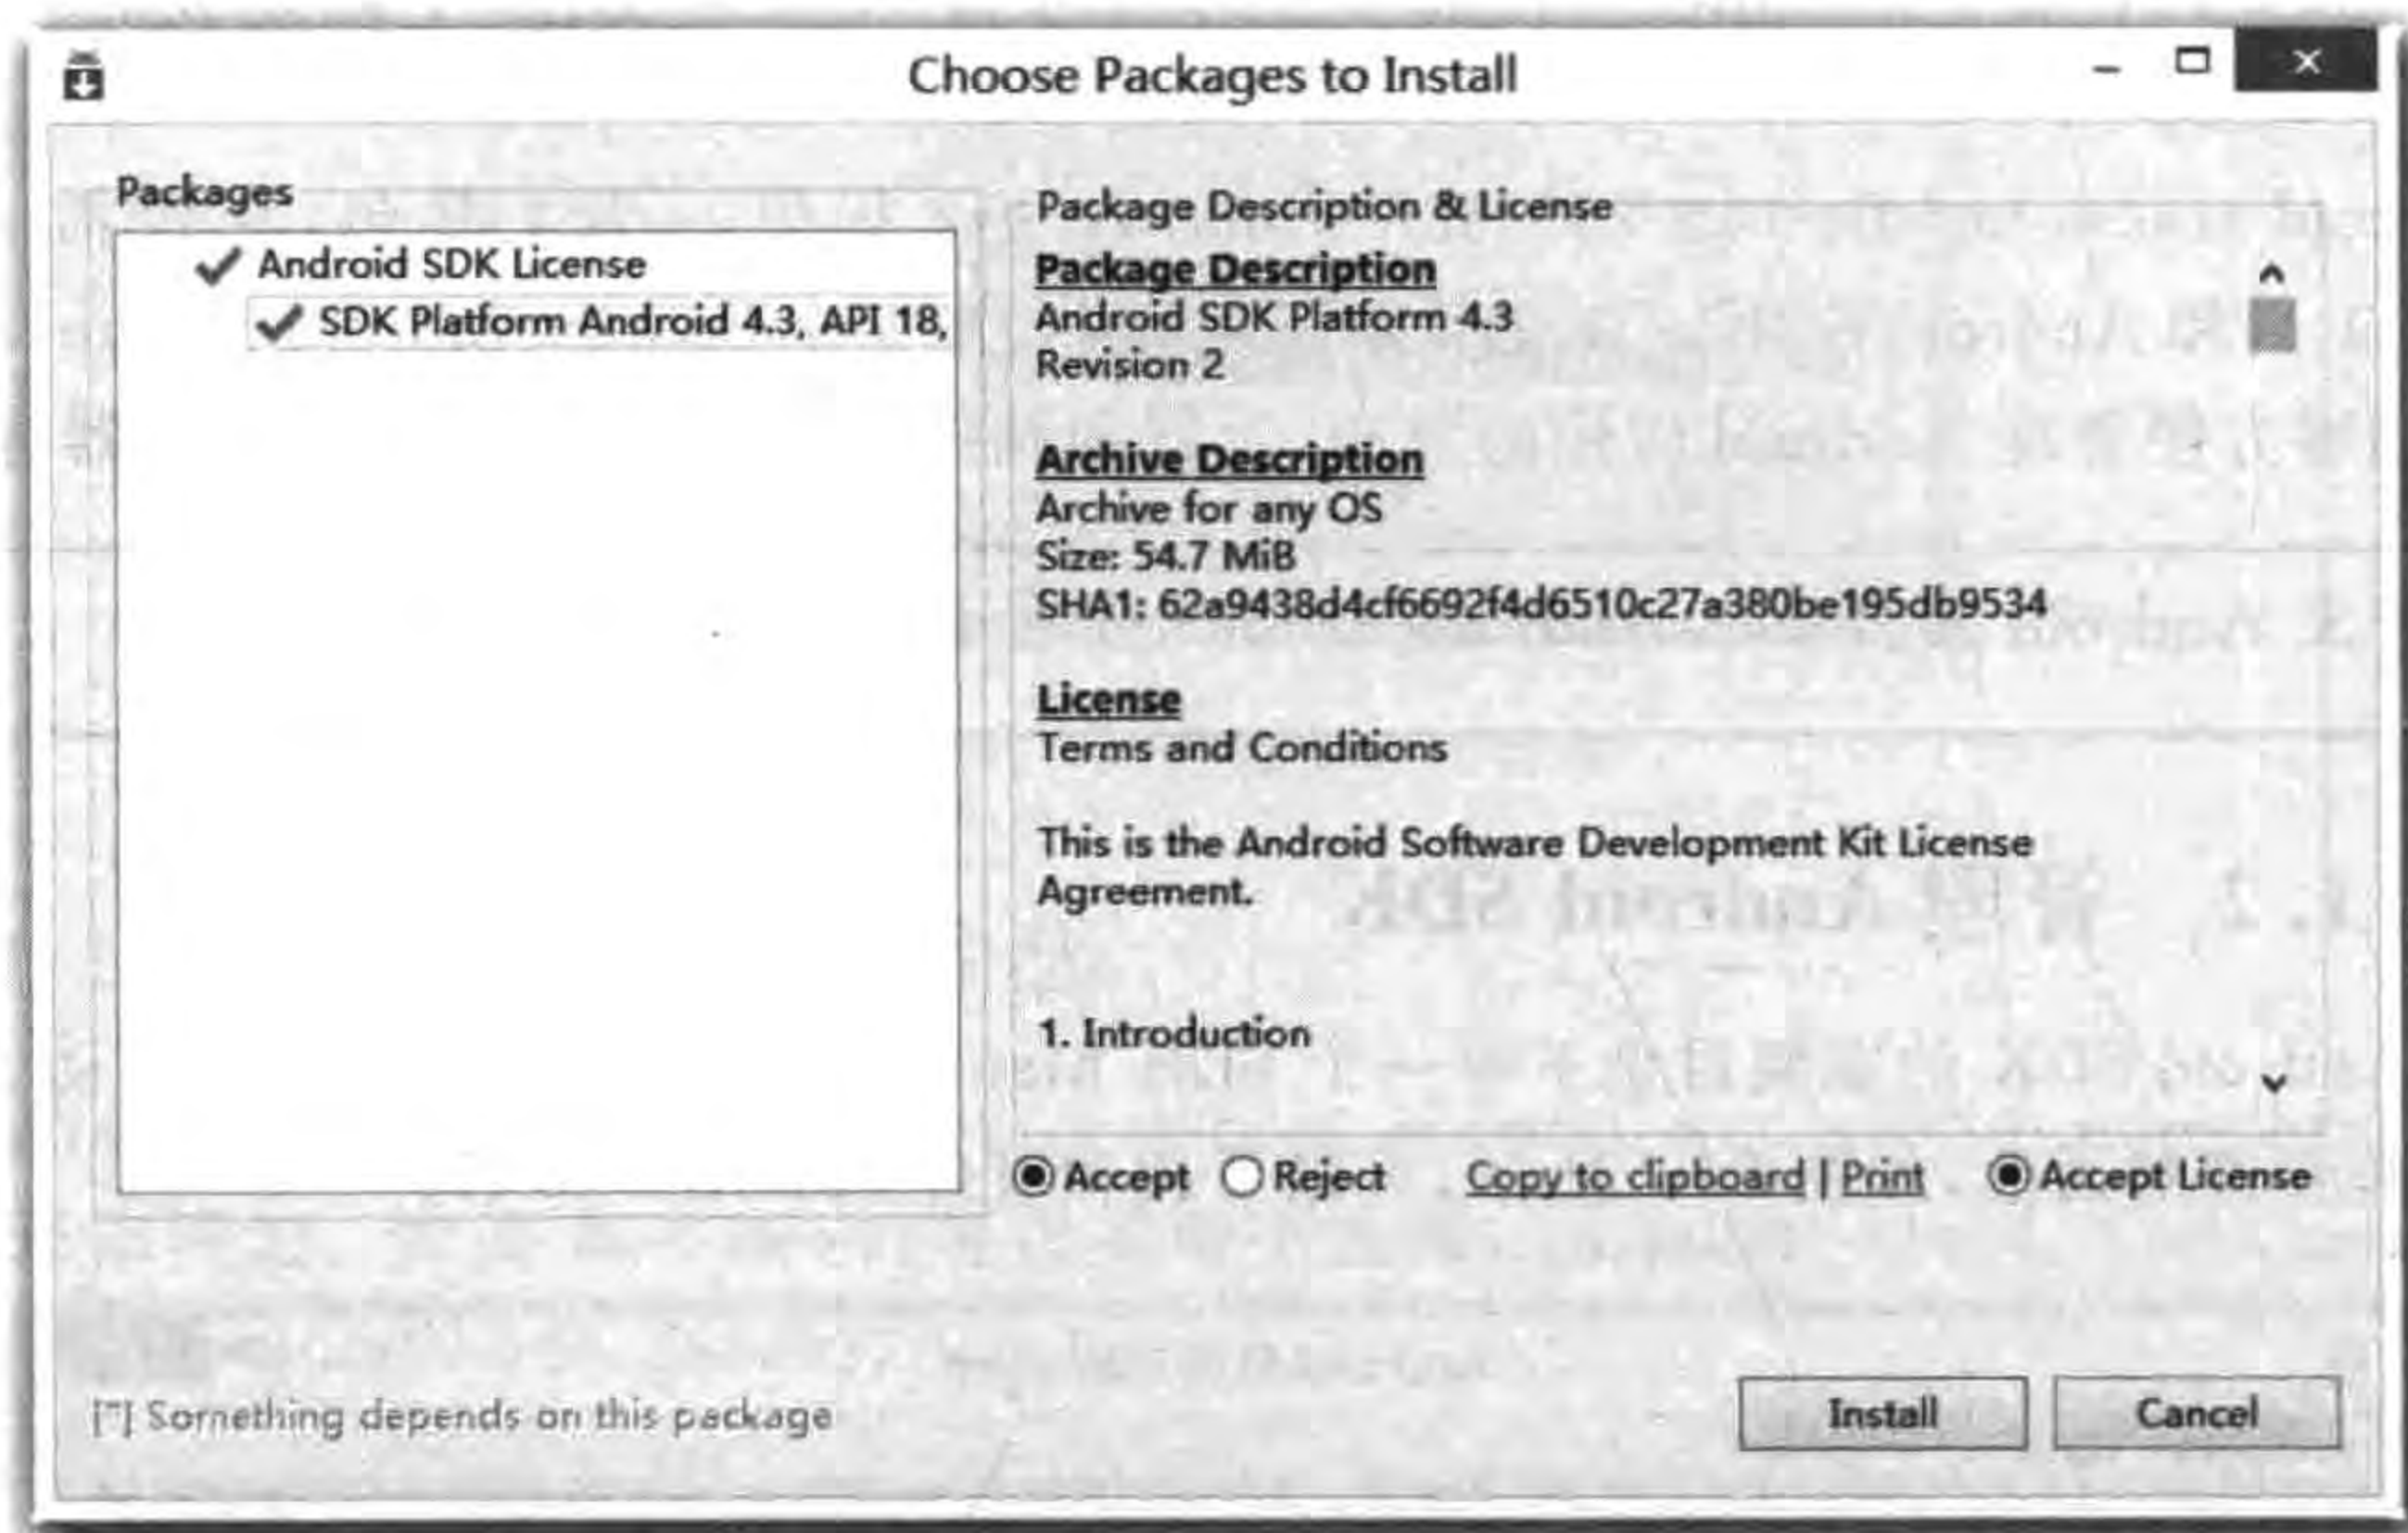 Choose Packages to Install
Packages
Android SDK License
SDK Platform Android 4.3, API 18,
Package Description & License
Package Description
Android SDK Platform 4.3
Revision 2
Archive Description
Archive for any OS
Size: 54.7 MiB
SHA1: 62a9438d4cf6692f4d6510c27a380be195db9534
License
Terms and Conditions
This is the Android Software Development Kit License
Agreement.
1. Introduction
Accept Reject Copy to clipboard | Print Accept License
[*] Something depends on this package
Install Cancel